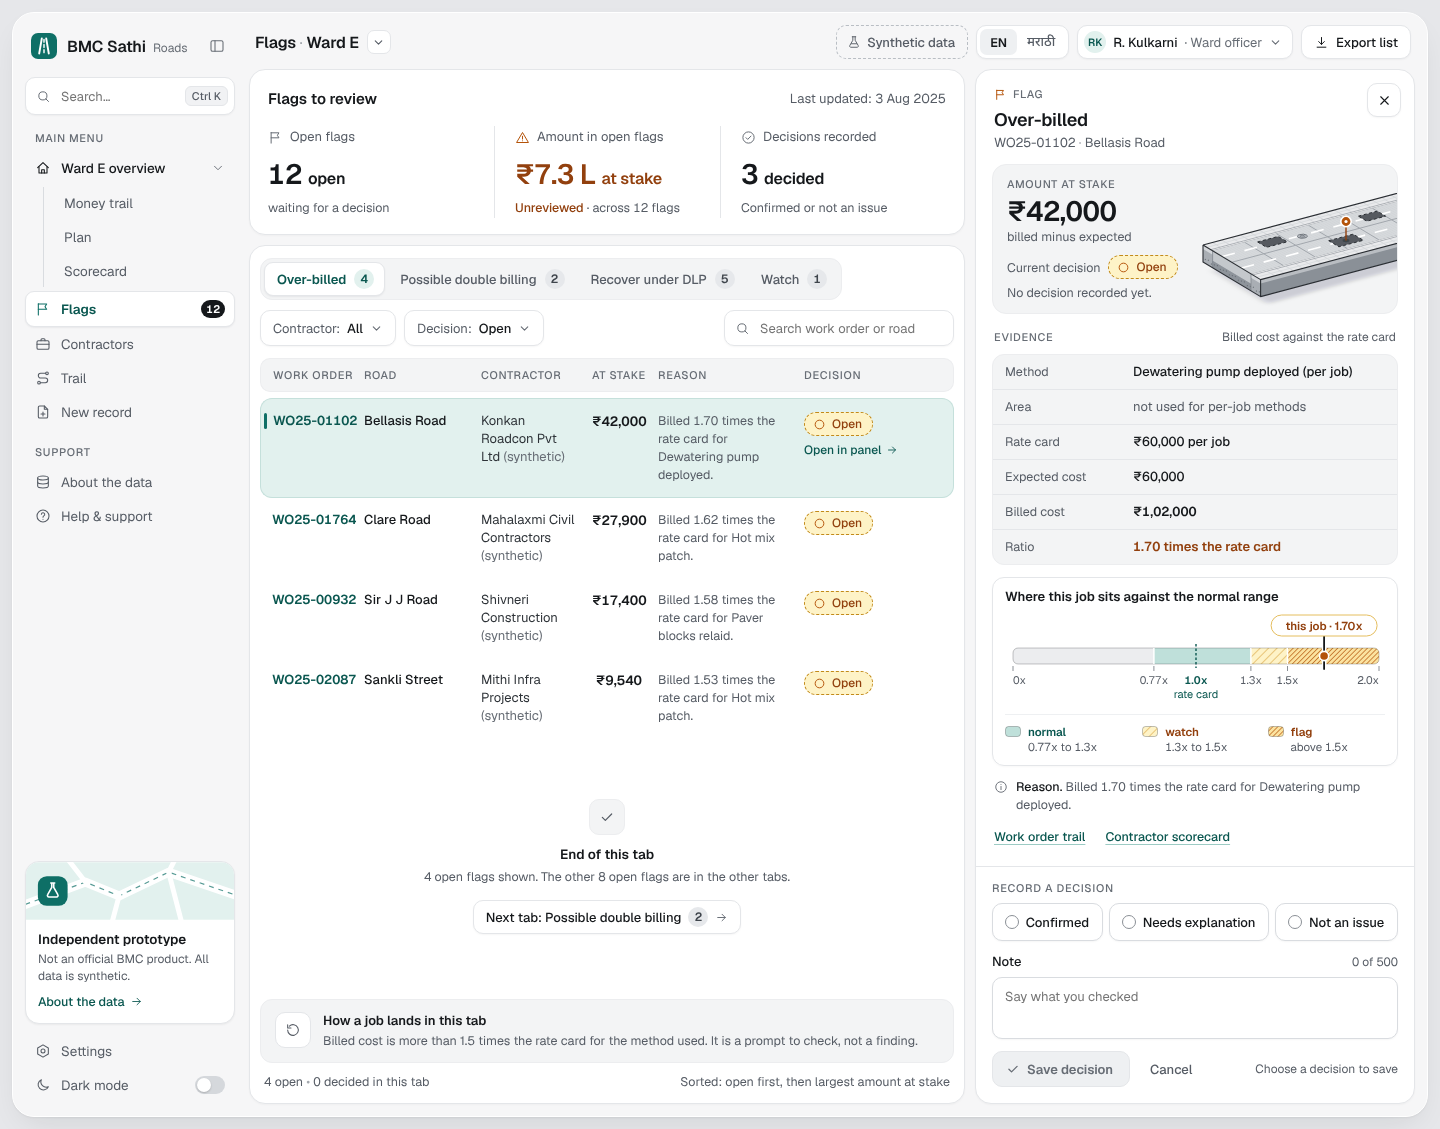 BMC Sathi Roads
Search...
Ctrl K
MAIN MENU
Ward E overview
Money trail
Plan
Scorecard
Flags
12
Contractors
Trail
New record
SUPPORT
About the data
Help & support
Independent prototype
Not an official BMC product. All
data is synthetic.
About the data →
Settings
Dark mode
Flags · Ward E
Synthetic data
EN
मराठी
RK
R. Kulkarni · Ward officer
Export list
Flags to review
Last updated: 3 Aug 2025
Open flags
12 open
waiting for a decision
Amount in open flags
₹7.3 L at stake
Unreviewed · across 12 flags
Decisions recorded
3 decided
Confirmed or not an issue
Over-billed 4
Possible double billing 2
Recover under DLP 5
Watch 1
Contractor: All
Decision: Open
Search work order or road
WORK ORDER ROAD CONTRACTOR AT STAKE REASON DECISION
WO25-01102 Bellasis Road
Konkan
Roadcon Pvt
Ltd (synthetic)
₹42,000
Billed 1.70 times the
rate card for
Dewatering pump
deployed.
Open
Open in panel →
WO25-01764 Clare Road
Mahalaxmi Civil
Contractors
(synthetic)
₹27,900
Billed 1.62 times the
rate card for Hot mix
patch.
Open
WO25-00932 Sir J J Road
Shivneri
Construction
(synthetic)
₹17,400
Billed 1.58 times the
rate card for Paver
blocks relaid.
Open
WO25-02087 Sankli Street
Mithi Infra
Projects
(synthetic)
₹9,540
Billed 1.53 times the
rate card for Hot mix
patch.
Open
End of this tab
4 open flags shown. The other 8 open flags are in the other tabs.
Next tab: Possible double billing 2 →
How a job lands in this tab
Billed cost is more than 1.5 times the rate card for the method used. It is a prompt to check, not a finding.
4 open · 0 decided in this tab
Sorted: open first, then largest amount at stake
FLAG
Over-billed
WO25-01102 · Bellasis Road
AMOUNT AT STAKE
₹42,000
billed minus expected
Current decision Open
No decision recorded yet.
EVIDENCE
Billed cost against the rate card
Method Dewatering pump deployed (per job)
Area not used for per-job methods
Rate card ₹60,000 per job
Expected cost ₹60,000
Billed cost ₹1,02,000
Ratio 1.70 times the rate card
Where this job sits against the normal range
this job · 1.70x
0x 0.77x 1.0x 1.3x 1.5x 2.0x
rate card
normal
0.77x to 1.3x
watch
1.3x to 1.5x
flag
above 1.5x
Reason. Billed 1.70 times the rate card for Dewatering pump
deployed.
Work order trail
Contractor scorecard
RECORD A DECISION
Confirmed
Needs explanation
Not an issue
Note
0 of 500
Say what you checked
Save decision
Cancel
Choose a decision to save